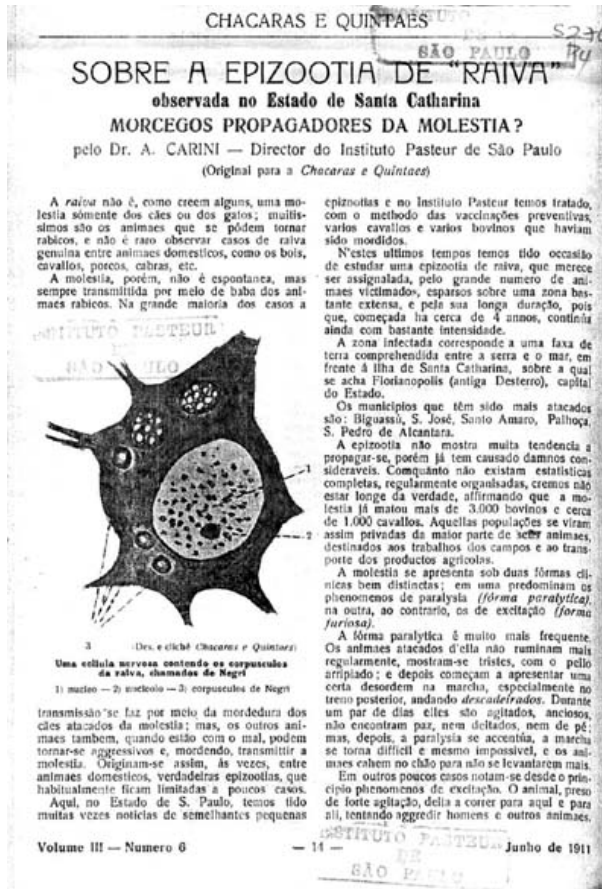 CHACARAS E QUINTAES
SÃO PAULO
SOBRE A EPIZOOTIA DE "RAIVA"
observada no Estado de Santa Catharina
MORCEGOS PROPAGADORES DA MOLESTIA?
pelo Dr. A. CARINI — Director do Instituto Pasteur de São Paulo
(Original para a Chacaras e Quintaes)
A raiva não é, como creem alguns, uma mo-
lestia sómente dos cães ou dos gatos; muitis-
simos são os animaes que se pódem tornar
rabicos, e não é raro observar casos de raiva
genuina entre animaes domesticos, como os bois,
cavallos, porcos, cabras, etc.
A molestia, porém, não é espontanea, mas
sempre transmittida por meio de baba dos ani-
maes rabicos. Na grande maioria dos casos a
INSTITUTO PASTEUR
SÃO PAULO
1
2
3
(Des. e cliché Chacaras e Quintaes)
Uma cellula nervosa contendo os corpusculos
da raiva, chamados de Negri
1) nucleo — 2) nucleolo — 3) corpusculos de Negri
transmissão se faz por meio da mordedura dos
cães atacados da molestia; mas, os outros ani-
maes tambem, quando estão com o mal, podem
tornar-se aggressivos e, mordendo, transmittir a
molestia. Originam-se assim, ás vezes, entre
animaes domesticos, verdadeiras epizootias, que
habitualmente ficam limitadas a poucos casos.
Aqui, no Estado de S. Paulo, temos tido
muitas vezes noticias de semelhantes pequenas
epizootias e no Instituto Pasteur temos tratado,
com o methodo das vaccinações preventivas,
varios cavallos e varios bovinos que haviam
sido mordidos.
N'estes ultimos tempos temos tido occasião
de estudar uma epizootia de raiva, que merece
ser assignalada, pelo grande numero de ani-
maes victimados, esparsos sobre uma zona bas-
tante extensa, e pela sua longa duração, pois
que, começada ha cerca de 4 annos, continúa
ainda com bastante intensidade.
A zona infectada corresponde a uma faxa de
terra comprehendida entre a serra e o mar, em
frente á Ilha de Santa Catharina, sobre a qual
se acha Florianopolis (antiga Desterro), capital
do Estado.
Os municipios que têm sido mais atacados
são: Biguassú, S. José, Santo Amaro, Palhoça,
S. Pedro de Alcantara.
A epizootia não mostra muita tendencia a
propagar-se, porém já tem causado damnos con-
sideraveis. Comquanto não existam estatisticas
completas, regularmente organisadas, cremos não
estar longe da verdade, affirmando que a mo-
lestia já matou mais de 3.000 bovinos e cerca
de 1.000 cavallos. Aquellas populações se viram
assim privadas da maior parte de animaes,
destinados aos trabalhos dos campos e ao trans-
porte dos productos agricolas.
A molestia se apresenta sob duas fórmas cli-
nicas bem distinctas; em uma predominam os
phenomenos de paralysia (fórma paralytica),
na outra, ao contrario, os de excitação (forma
furiosa).
A fórma paralytica é muito mais frequente.
Os animaes atacados d'ella não ruminam mais
regularmente, mostram-se tristes, com o pello
arripiado; e depois começam a apresentar uma
certa desordem na marcha, especialmente no
treno posterior, andando descadeirados. Durante
um par de dias elles são agitados, anciosos,
não encontram paz, nem deitados, nem de pé;
mas, depois, a paralysia se accentúa, a marcha
se torna difficil e mesmo impossivel, e os ani-
maes cahem no chão para não se levantarem mais.
Em outros poucos casos notam-se desde o prin-
cipio phenomenos de excitação. O animal, preso
de forte agitação, deita a correr para aqui e para
ali, tentando aggredir homens e outros animaes.
Volume III — Numero 6
— 14 —
Junho de 1911
INSTITUTO PASTEUR
DE
SÃO PAULO